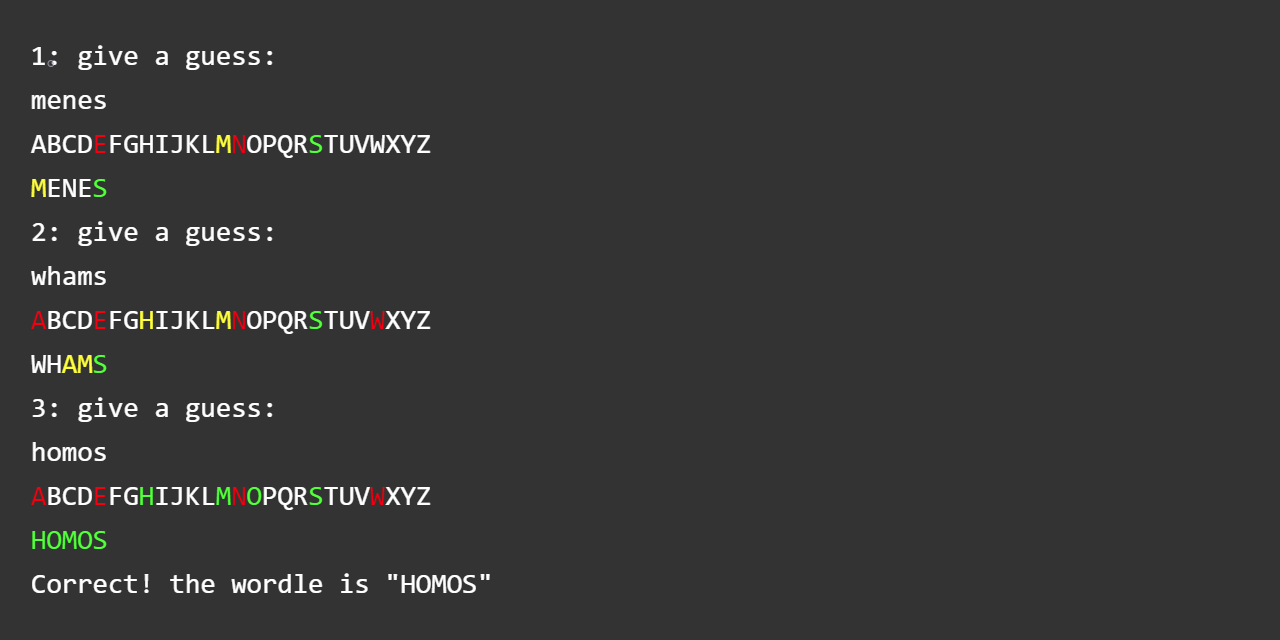 1: give a guess:
menes
ABCDEFGHIJKLMNOPQRSTUVWXYZ
MENES
2: give a guess:
whams
ABCDEFGHIJKLMNOPQRSTUVWXYZ
WHAMS
3: give a guess:
homos
ABCDEFGHIJKLMNOPQRSTUVWXYZ
HOMOS
Correct! the wordle is "HOMOS"